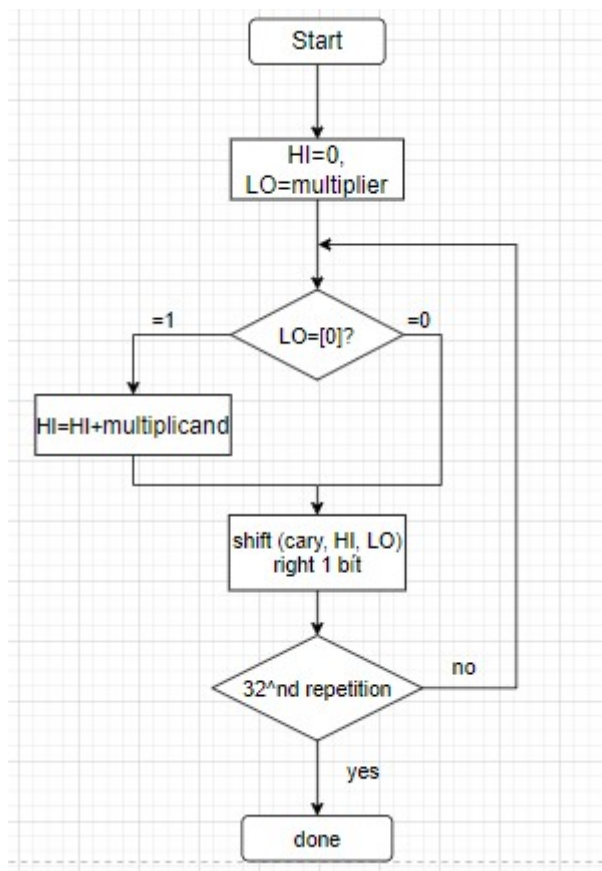 Start
HI=0,
LO=multiplier
=1
LO=[0]?
=0
HI=HI+multiplicand
shift (cary, HI, LO)
right 1 bít
32^nd repetition
no
yes
done